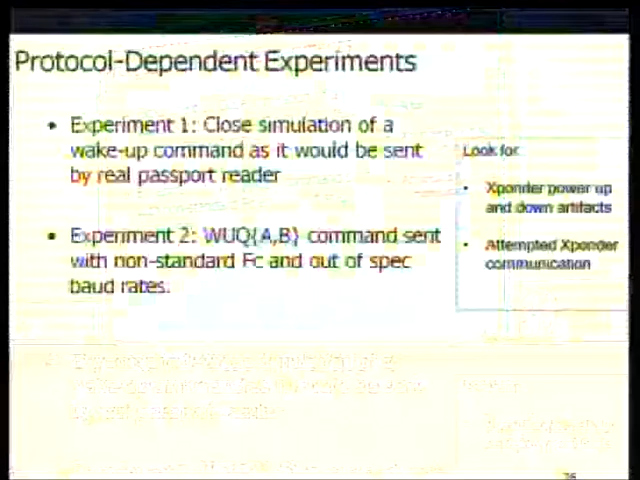 Protocol-Dependent Experiments
• Experiment 1: Close simulation of a
wake-up command as it would be sent
by real passport reader
• Experiment 2: WUQ{A,B} command sent
with non-standard Fc and out of spec
baud rates.
Look for
• Xponder power up
and down artifacts
• Attempted Xponder
communication